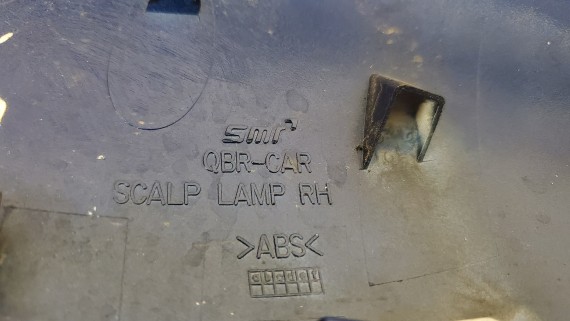 smr
QBR-CAR
SCALP LAMP RH
>ABS<